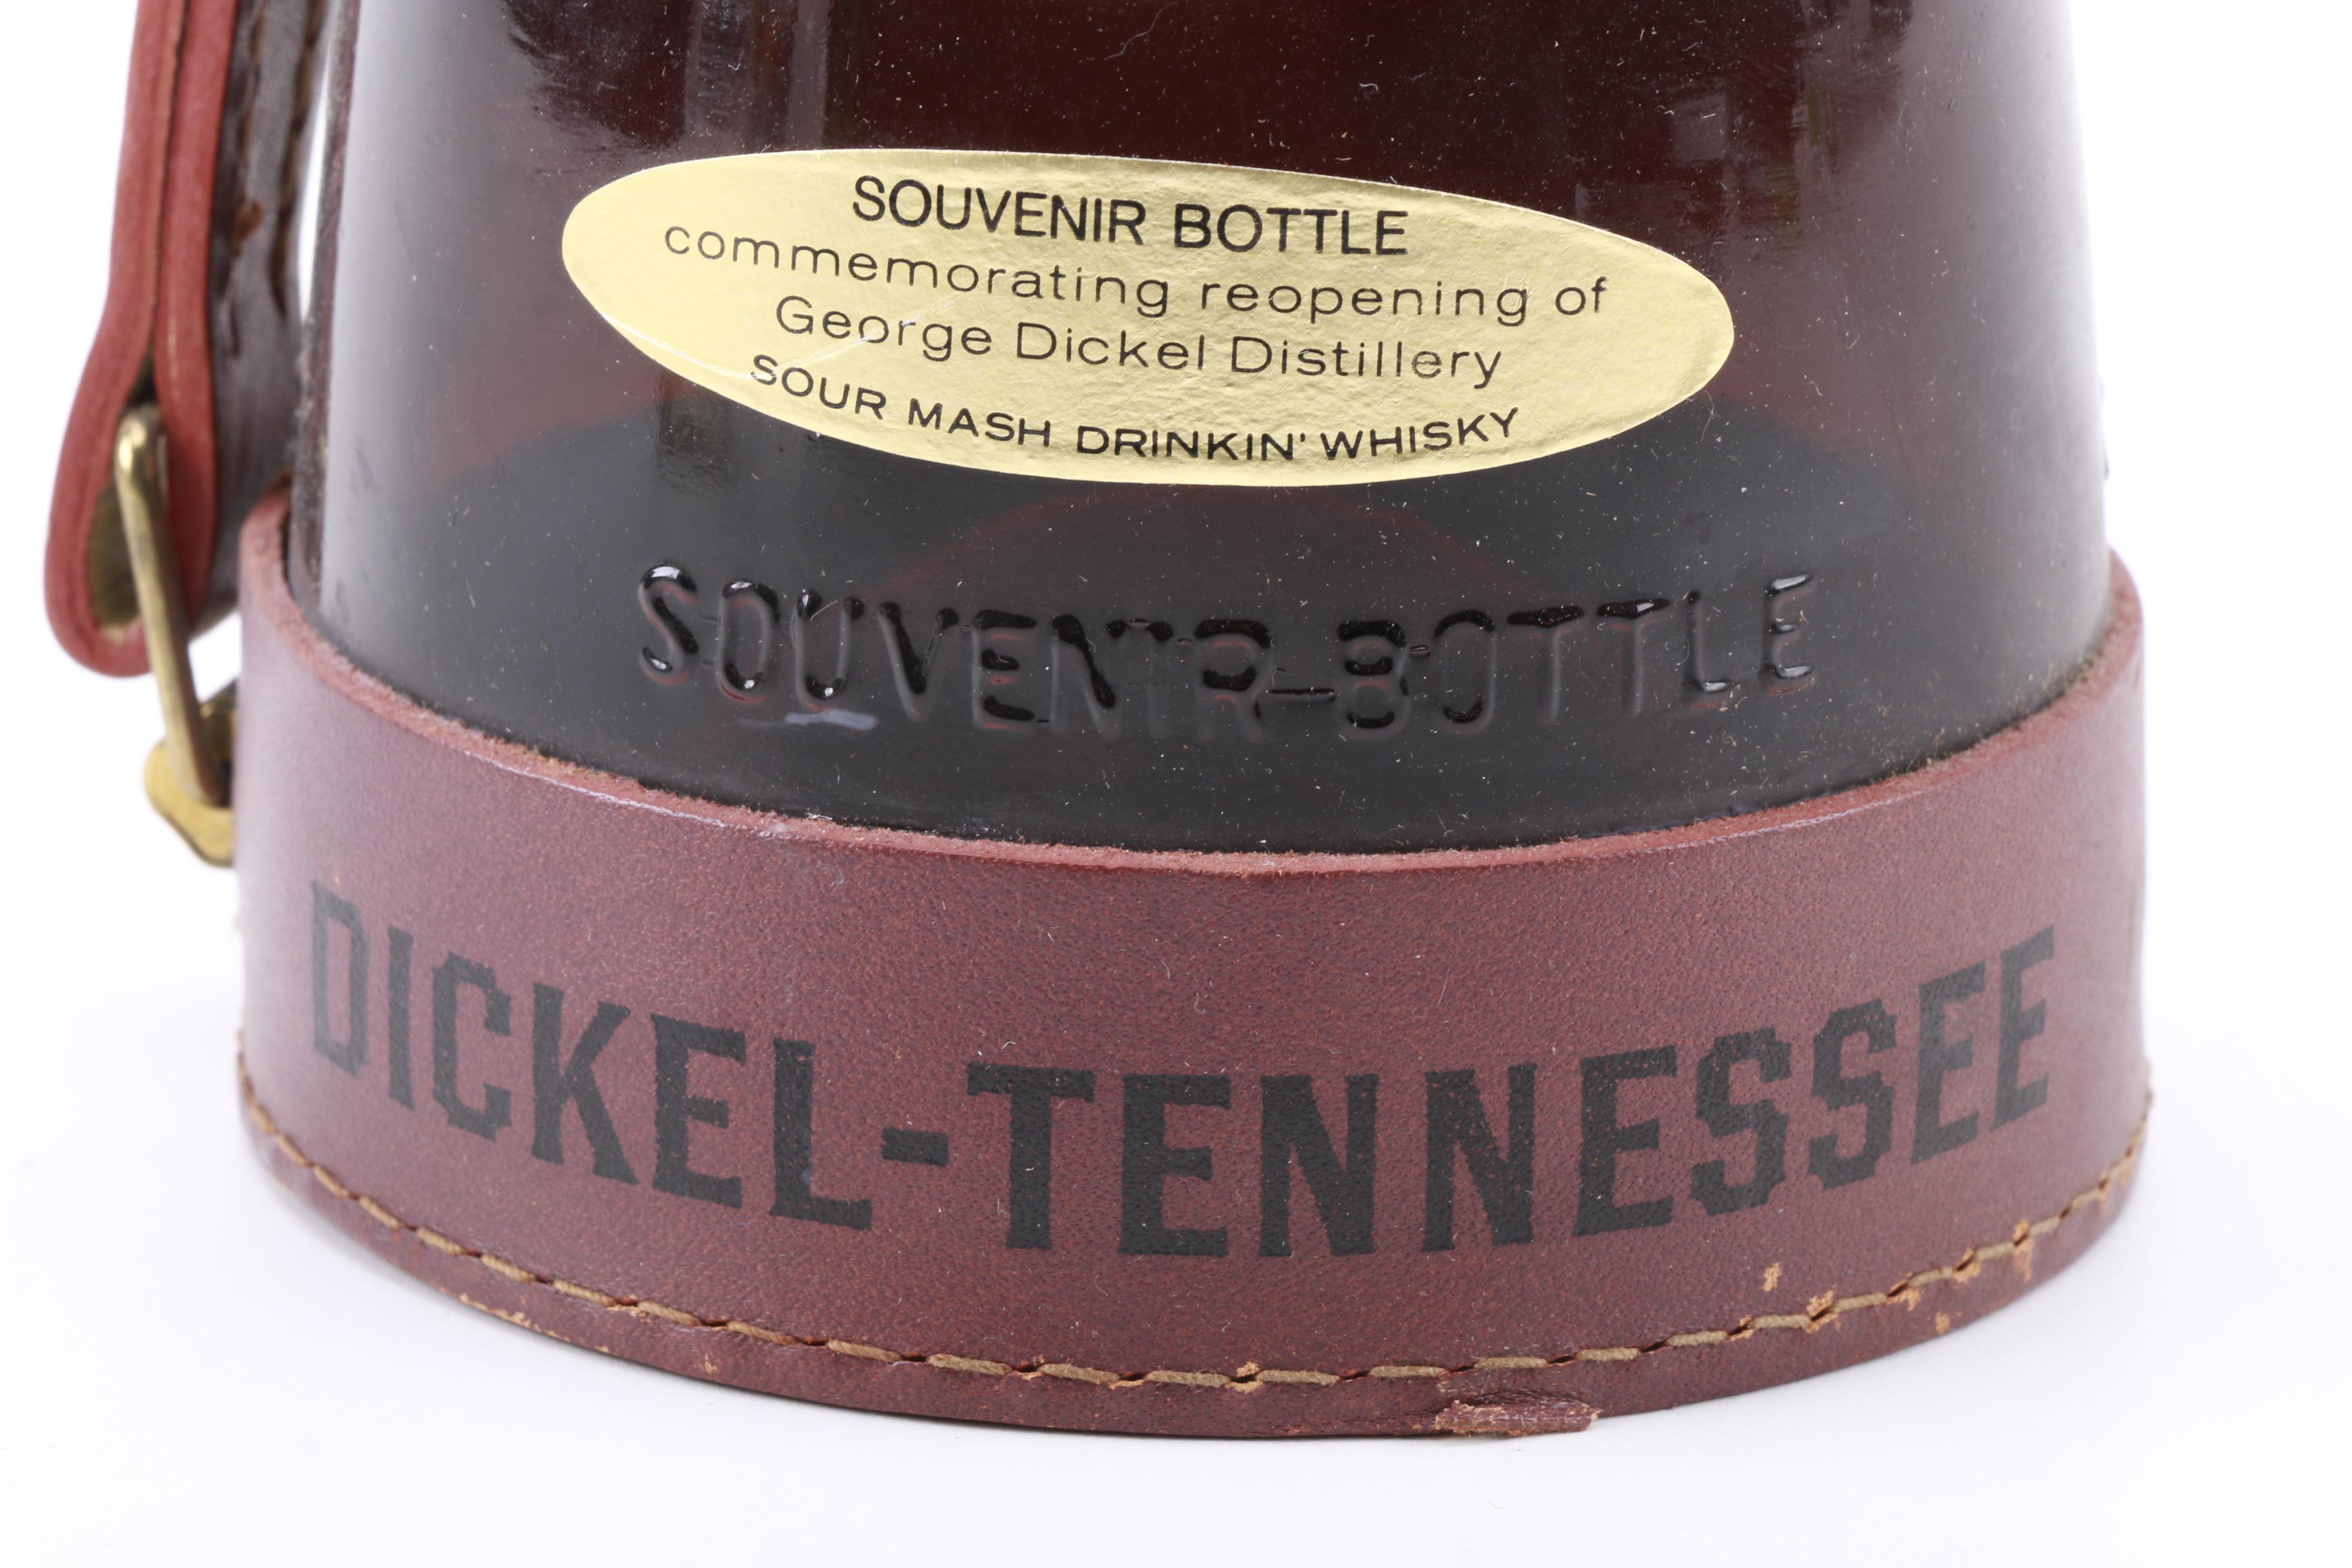 SOUVENIR BOTTLE
commemorating reopening of
George Dickel Distillery
SOUR MASH DRINKIN' WHISKY
SOUVENIR-BOTTLE
DICKEL-TENNESSEE